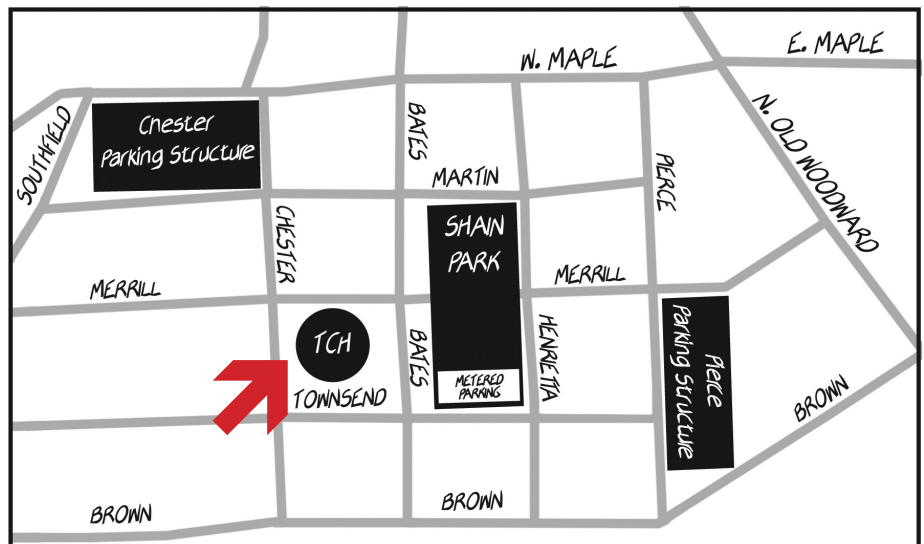 E. MAPLE
W. MAPLE
SOUTHFIELD
Chester
Parking Structure
BATES
N. OLD WOODWARD
MARTIN
PIERCE
CHESTER
SHAIN
PARK
MERRILL
MERRILL
TCH
BATES
HENRIETTA
Pierce
Parking Structure
METERED
PARKING
TOWNSEND
BROWN
BROWN
BROWN